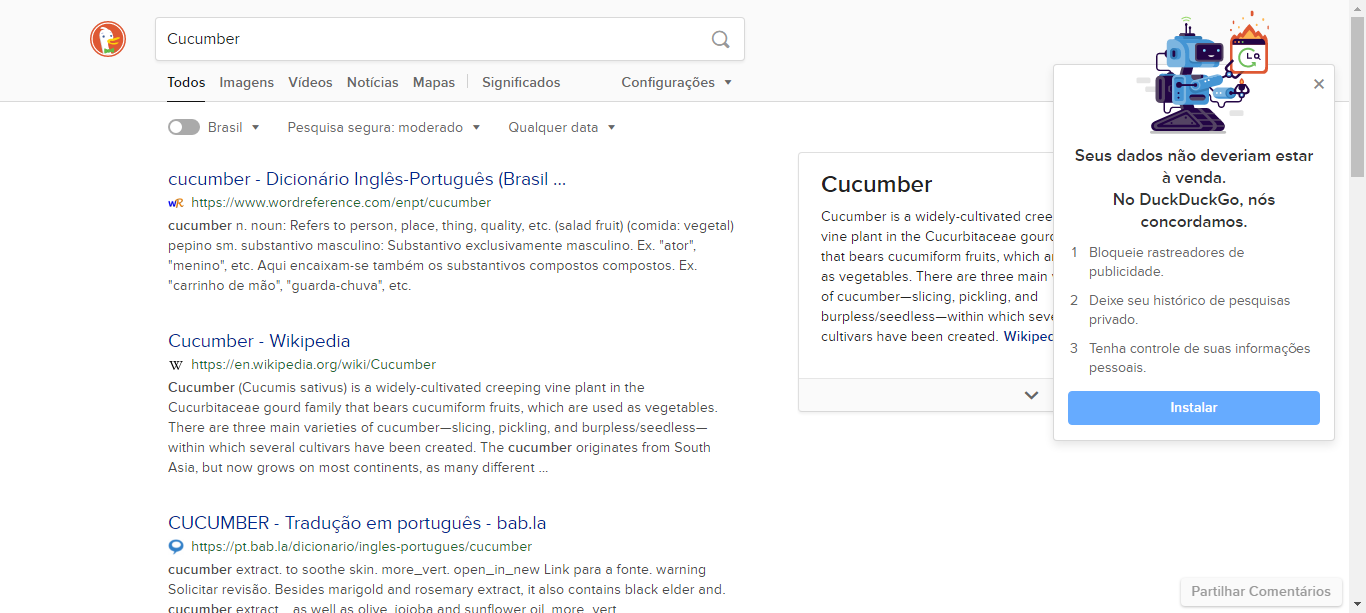 Cucumber
Todos Imagens Vídeos Notícias Mapas Significados Configurações
Brasil Pesquisa segura: moderado Qualquer data
cucumber - Dicionário Inglês-Português (Brasil ...
wR https://www.wordreference.com/enpt/cucumber
cucumber n. noun: Refers to person, place, thing, quality, etc. (salad fruit) (comida: vegetal)
pepino sm. substantivo masculino: Substantivo exclusivamente masculino. Ex. "ator",
"menino", etc. Aqui encaixam-se também os substantivos compostos compostos. Ex.
"carrinho de mão", "guarda-chuva", etc.
Cucumber - Wikipedia
W https://en.wikipedia.org/wiki/Cucumber
Cucumber (Cucumis sativus) is a widely-cultivated creeping vine plant in the
Cucurbitaceae gourd family that bears cucumiform fruits, which are used as vegetables.
There are three main varieties of cucumber—slicing, pickling, and burpless/seedless—
within which several cultivars have been created. The cucumber originates from South
Asia, but now grows on most continents, as many different ...
CUCUMBER - Tradução em português - bab.la
https://pt.bab.la/dicionario/ingles-portugues/cucumber
cucumber extract. to soothe skin. more_vert. open_in_new Link para a fonte. warning
Solicitar revisão. Besides marigold and rosemary extract, it also contains black elder and.
cucumber extract as well as olive, jojoba and sunflower oil. more_vert
Cucumber
Cucumber is a widely-cultivated cree
vine plant in the Cucurbitaceae gourd
that bears cucumiform fruits, which a
as vegetables. There are three main
of cucumber—slicing, pickling, and
burpless/seedless—within which seve
cultivars have been created. Wikiped
Seus dados não deveriam estar
à venda.
No DuckDuckGo, nós
concordamos.
1 Bloqueie rastreadores de
publicidade.
2 Deixe seu histórico de pesquisas
privado.
3 Tenha controle de suas informações
pessoais.
Instalar
Partilhar Comentários